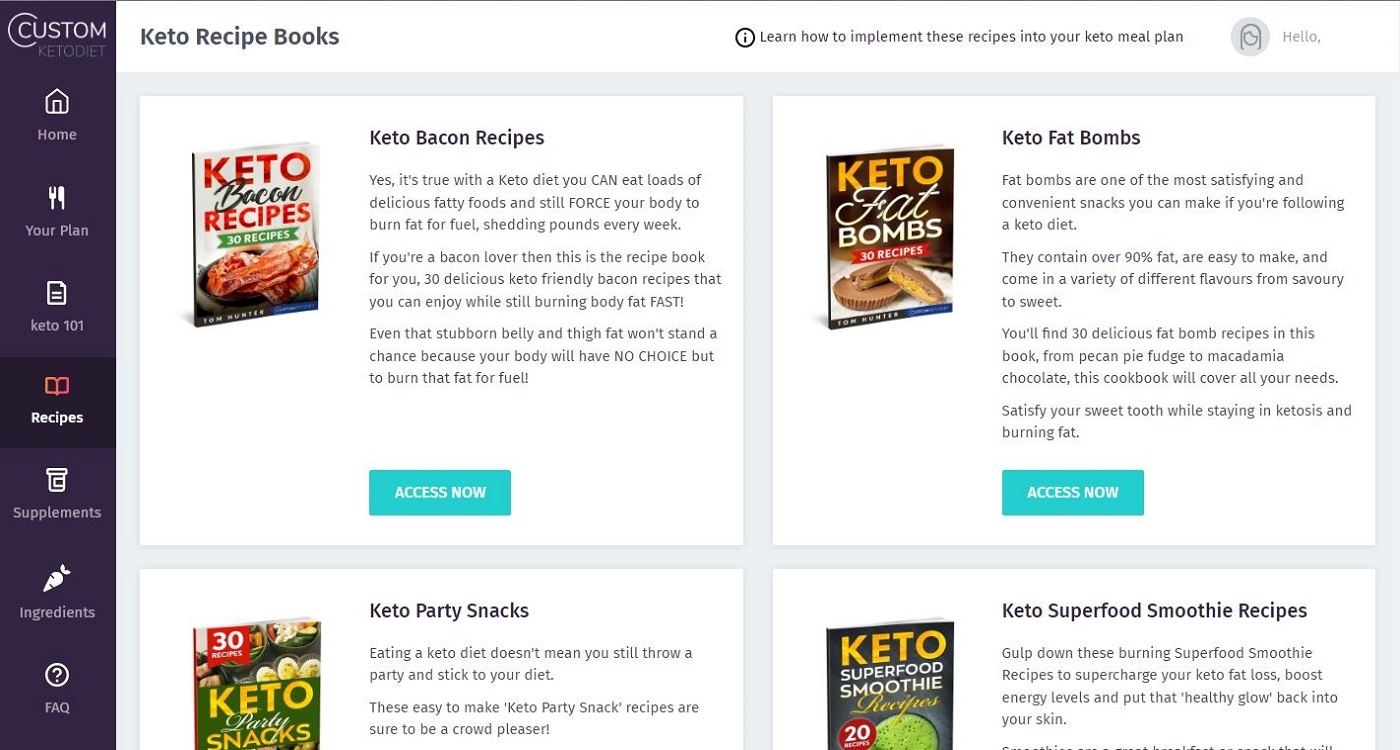 CUSTOM
KETODIET
Home
Your Plan
keto 101
Recipes
Supplements
Ingredients
FAQ
Keto Recipe Books
Learn how to implement these recipes into your keto meal plan
Hello,
KETO
Bacon
RECIPES
30 RECIPES
TOM HUNTER
Keto Bacon Recipes
Yes, it's true with a Keto diet you CAN eat loads of
delicious fatty foods and still FORCE your body to
burn fat for fuel, shedding pounds every week.
If you're a bacon lover then this is the recipe book
for you, 30 delicious keto friendly bacon recipes that
you can enjoy while still burning body fat FAST!
Even that stubborn belly and thigh fat won't stand a
chance because your body will have NO CHOICE but
to burn that fat for fuel!
ACCESS NOW
KETO
Fat
BOMBS
30 RECIPES
TOM HUNTER
Keto Fat Bombs
Fat bombs are one of the most satisfying and
convenient snacks you can make if you're following
a keto diet.
They contain over 90% fat, are easy to make, and
come in a variety of different flavours from savoury
to sweet.
You'll find 30 delicious fat bomb recipes in this
book, from pecan pie fudge to macadamia
chocolate, this cookbook will cover all your needs.
Satisfy your sweet tooth while staying in ketosis and
burning fat.
ACCESS NOW
30
RECIPES
KETO
Party
SNACKS
Keto Party Snacks
Eating a keto diet doesn't mean you still throw a
party and stick to your diet.
These easy to make 'Keto Party Snack' recipes are
sure to be a crowd pleaser!
KETO
SUPERFOOD
SMOOTHIE
Recipes
20
RECIPES
Keto Superfood Smoothie Recipes
Gulp down these burning Superfood Smoothie
Recipes to supercharge your keto fat loss, boost
energy levels and put that 'healthy glow' back into
your skin.
Smoothies are a great breakfast or snack that will